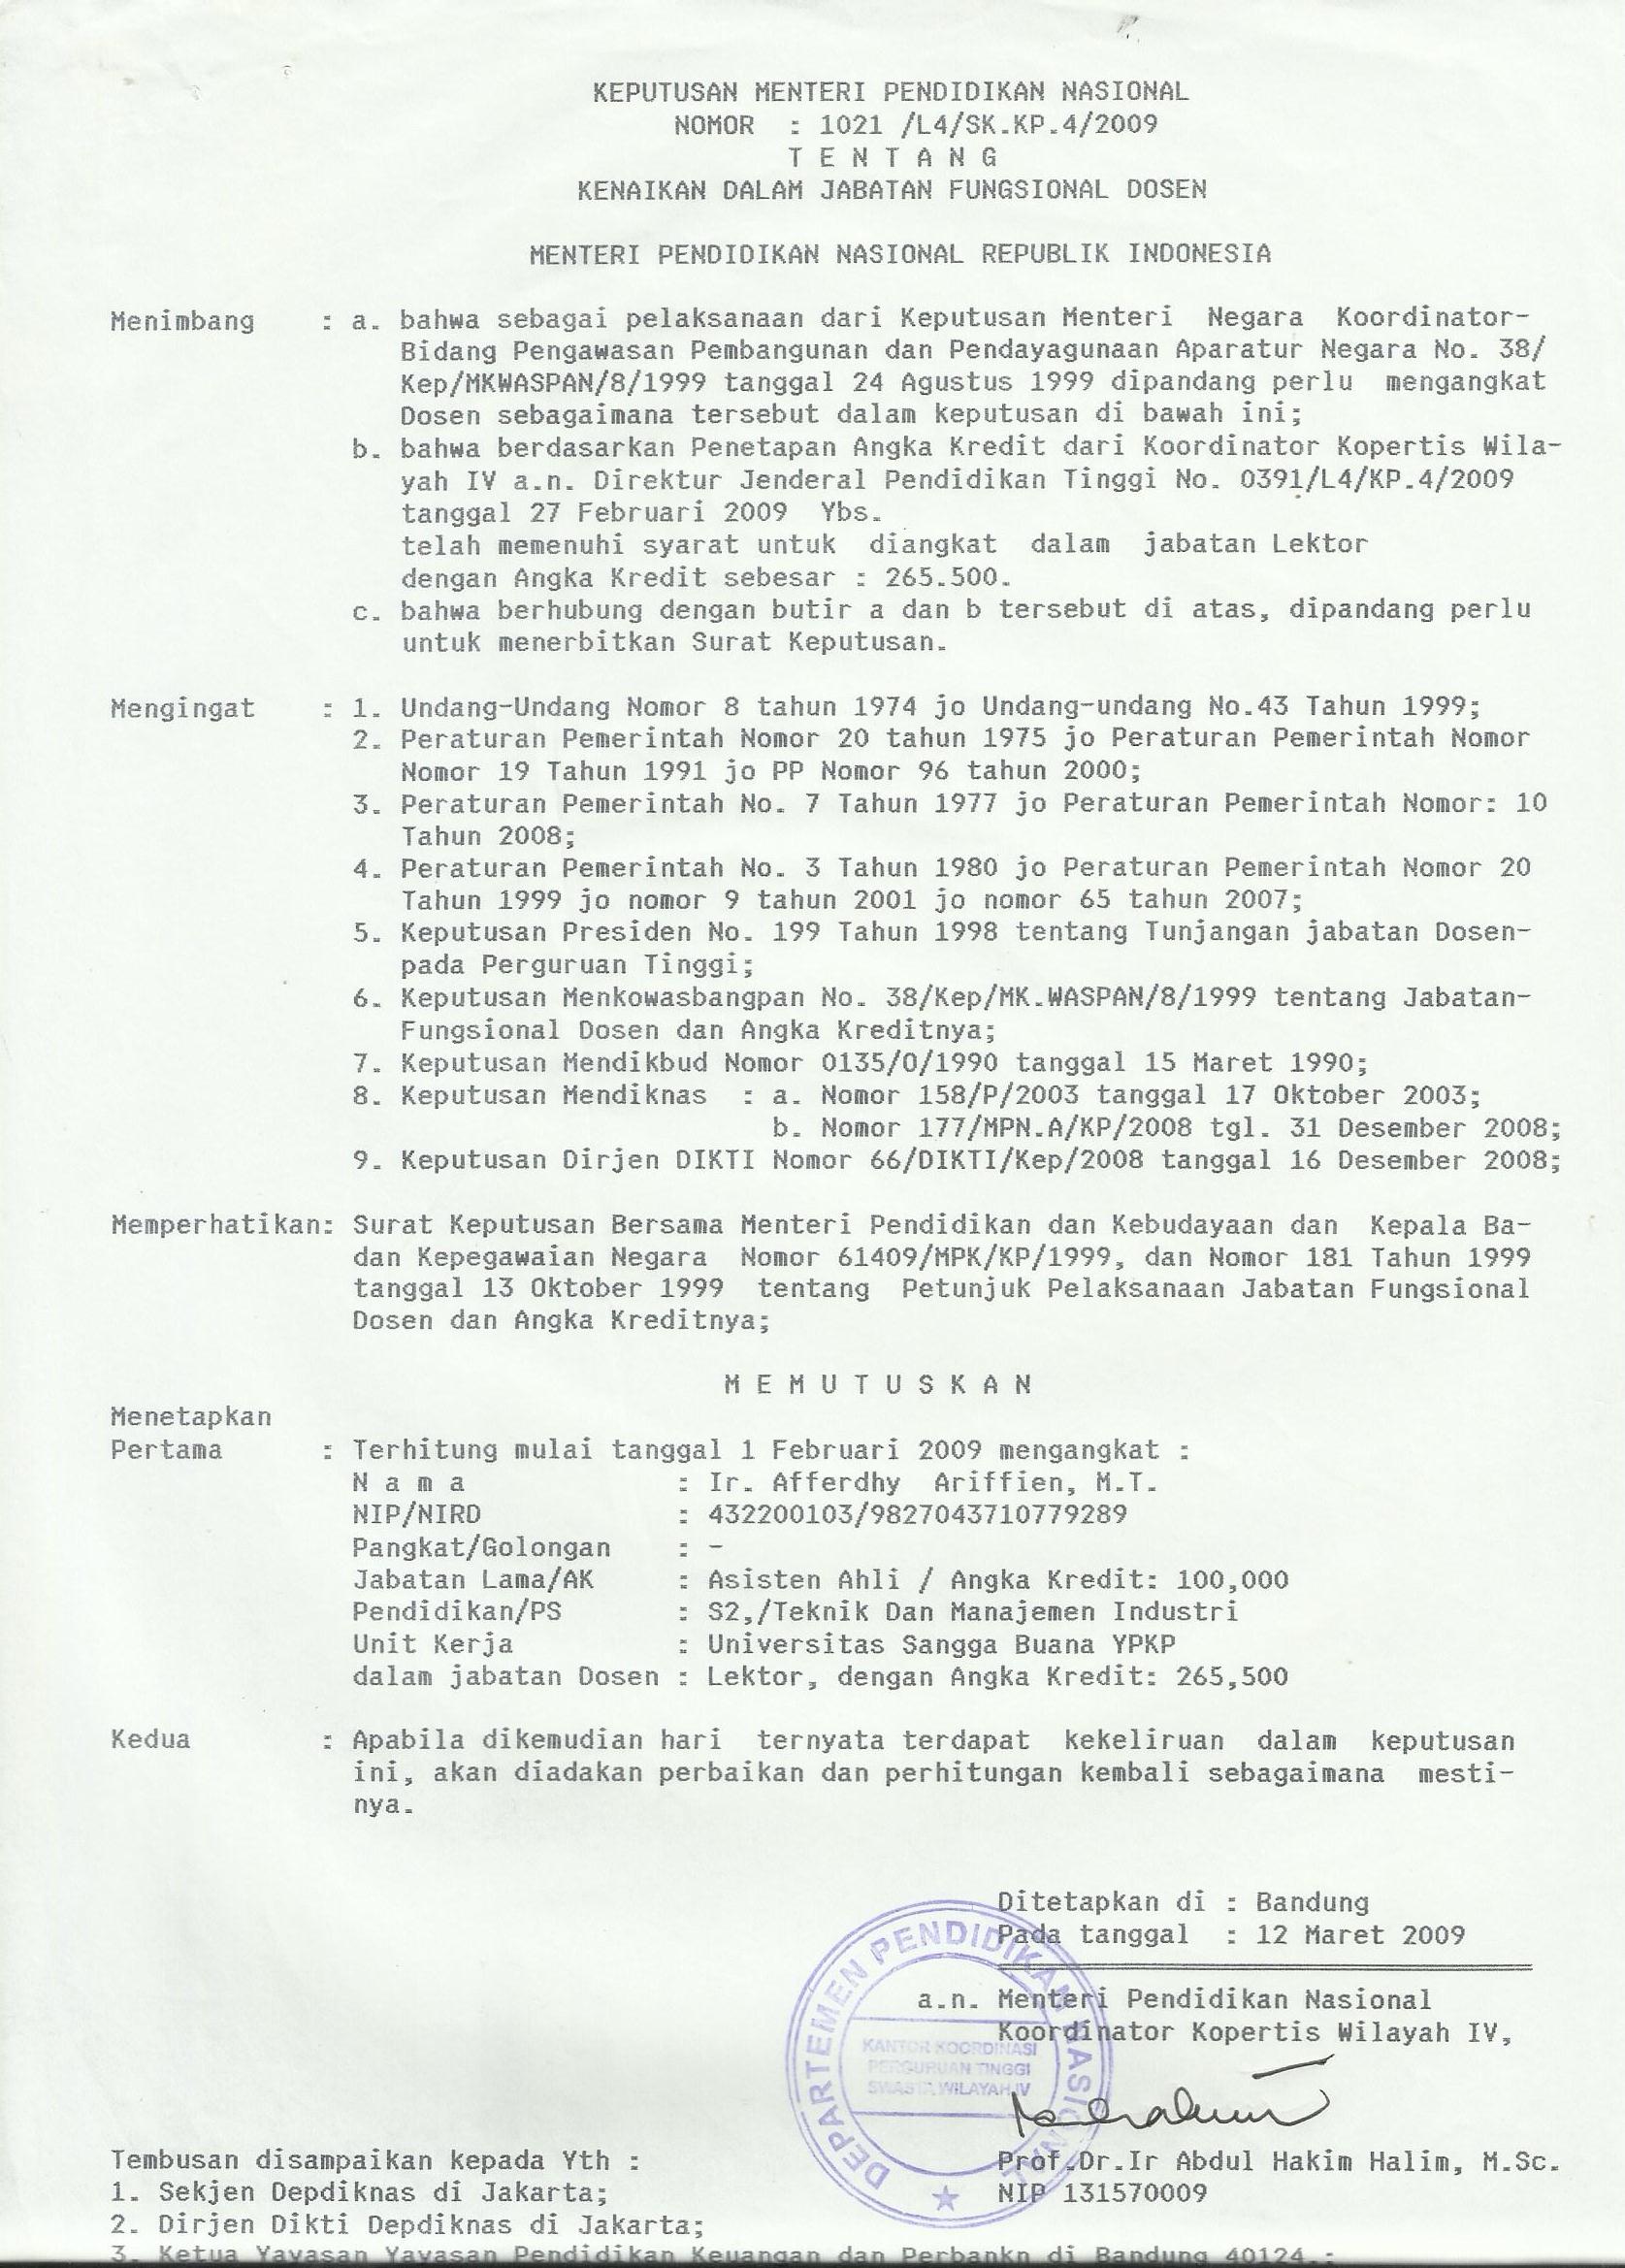 KEPUTUSAN MENTERI PENDIDIKAN NASIONAL
NOMOR : 1021 /L4/SK.KP.4/2009
T E N T A N G
KENAIKAN DALAM JABATAN FUNGSIONAL DOSEN
MENTERI PENDIDIKAN NASIONAL REPUBLIK INDONESIA
Menimbang : a. bahwa sebagai pelaksanaan dari Keputusan Menteri Negara Koordinator-
Bidang Pengawasan Pembangunan dan Pendayagunaan Aparatur Negara No. 38/
Kep/MKWASPAN/8/1999 tanggal 24 Agustus 1999 dipandang perlu mengangkat
Dosen sebagaimana tersebut dalam keputusan di bawah ini;
b. bahwa berdasarkan Penetapan Angka Kredit dari Koordinator Kopertis Wila-
yah IV a.n. Direktur Jenderal Pendidikan Tinggi No. 0391/L4/KP.4/2009
tanggal 27 Februari 2009 Ybs.
telah memenuhi syarat untuk diangkat dalam jabatan Lektor
dengan Angka Kredit sebesar : 265.500.
c. bahwa berhubung dengan butir a dan b tersebut di atas, dipandang perlu
untuk menerbitkan Surat Keputusan.
Mengingat : 1. Undang-Undang Nomor 8 tahun 1974 jo Undang-undang No.43 Tahun 1999;
2. Peraturan Pemerintah Nomor 20 tahun 1975 jo Peraturan Pemerintah Nomor
Nomor 19 Tahun 1991 jo PP Nomor 96 tahun 2000;
3. Peraturan Pemerintah No. 7 Tahun 1977 jo Peraturan Pemerintah Nomor: 10
Tahun 2008;
4. Peraturan Pemerintah No. 3 Tahun 1980 jo Peraturan Pemerintah Nomor 20
Tahun 1999 jo nomor 9 tahun 2001 jo nomor 65 tahun 2007;
5. Keputusan Presiden No. 199 Tahun 1998 tentang Tunjangan jabatan Dosen-
pada Perguruan Tinggi;
6. Keputusan Menkowasbangpan No. 38/Kep/MK.WASPAN/8/1999 tentang Jabatan-
Fungsional Dosen dan Angka Kreditnya;
7. Keputusan Mendikbud Nomor 0135/0/1990 tanggal 15 Maret 1990;
8. Keputusan Mendiknas : a. Nomor 158/P/2003 tanggal 17 Oktober 2003;
b. Nomor 177/MPN.A/KP/2008 tgl. 31 Desember 2008;
9. Keputusan Dirjen DIKTI Nomor 66/DIKTI/Kep/2008 tanggal 16 Desember 2008;
Memperhatikan: Surat Keputusan Bersama Menteri Pendidikan dan Kebudayaan dan Kepala Ba-
dan Kepegawaian Negara Nomor 61409/MPK/KP/1999, dan Nomor 181 Tahun 1999
tanggal 13 Oktober 1999 tentang Petunjuk Pelaksanaan Jabatan Fungsional
Dosen dan Angka Kreditnya;
M E M U T U S K A N
Menetapkan
Pertama : Terhitung mulai tanggal 1 Februari 2009 mengangkat :
N a m a : Ir. Afferdhy Ariffien, M.T.
NIP/NIRD : 432200103/9827043710779289
Pangkat/Golongan : -
Jabatan Lama/AK : Asisten Ahli / Angka Kredit: 100,000
Pendidikan/PS : S2,/Teknik Dan Manajemen Industri
Unit Kerja : Universitas Sangga Buana YPKP
dalam jabatan Dosen : Lektor, dengan Angka Kredit: 265,500
Kedua : Apabila dikemudian hari ternyata terdapat kekeliruan dalam keputusan
ini, akan diadakan perbaikan dan perhitungan kembali sebagaimana mesti-
nya.
Ditetapkan di : Bandung
Pada tanggal : 12 Maret 2009
a.n. Menteri Pendidikan Nasional
Koordinator Kopertis Wilayah IV,
DEPARTEMEN PENDIDIKAN NASIONAL
KANTOR KOORDINASI
PERGURUAN TINGGI
SWASTA WILAYAH IV
Prof.Dr.Ir Abdul Hakim Halim, M.Sc.
NIP 131570009
Tembusan disampaikan kepada Yth :
1. Sekjen Depdiknas di Jakarta;
2. Dirjen Dikti Depdiknas di Jakarta;
3. Ketua Yayasan Yayasan Pendidikan Keuangan dan Perbankn di Bandung 40124.;